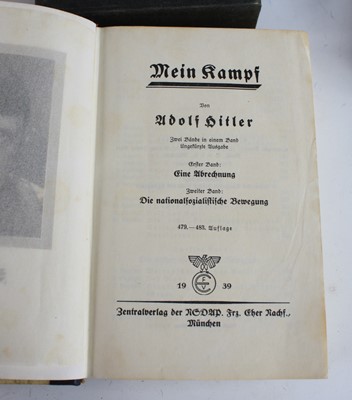 Mein Kampf
Von
Adolf Hitler
Zwei Bände in einem Band
Ungekürzte Ausgabe
Erster Band:
Eine Abrechnung
Zweiter Band:
Die nationalsozialistische Bewegung
479.—483. Auflage
19 39
Zentralverlag der NSDAP. Frz. Eher Nachf.,
München